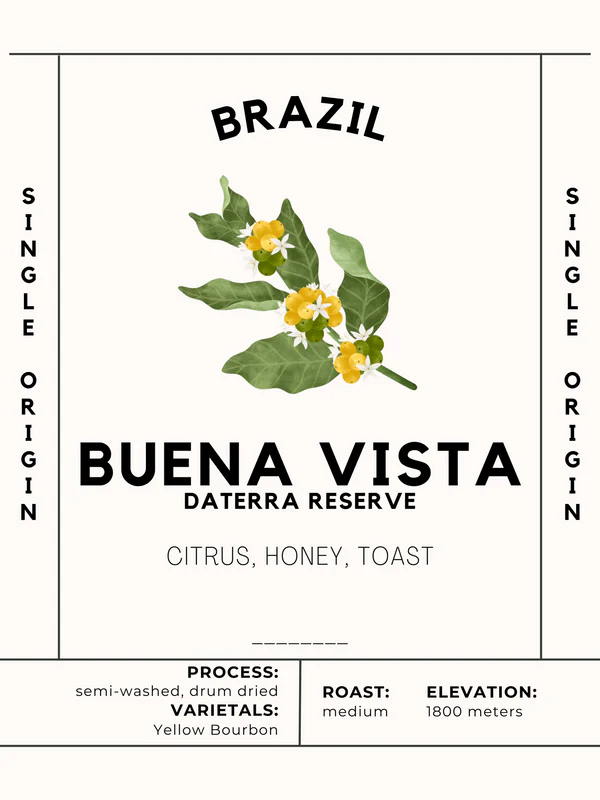 BRAZIL
SINGLE ORIGIN
SINGLE ORIGIN
BUENA VISTA
DATERRA RESERVE
CITRUS, HONEY, TOAST
________
PROCESS:
semi-washed, drum dried
VARIETALS:
Yellow Bourbon
ROAST:
medium
ELEVATION:
1800 meters